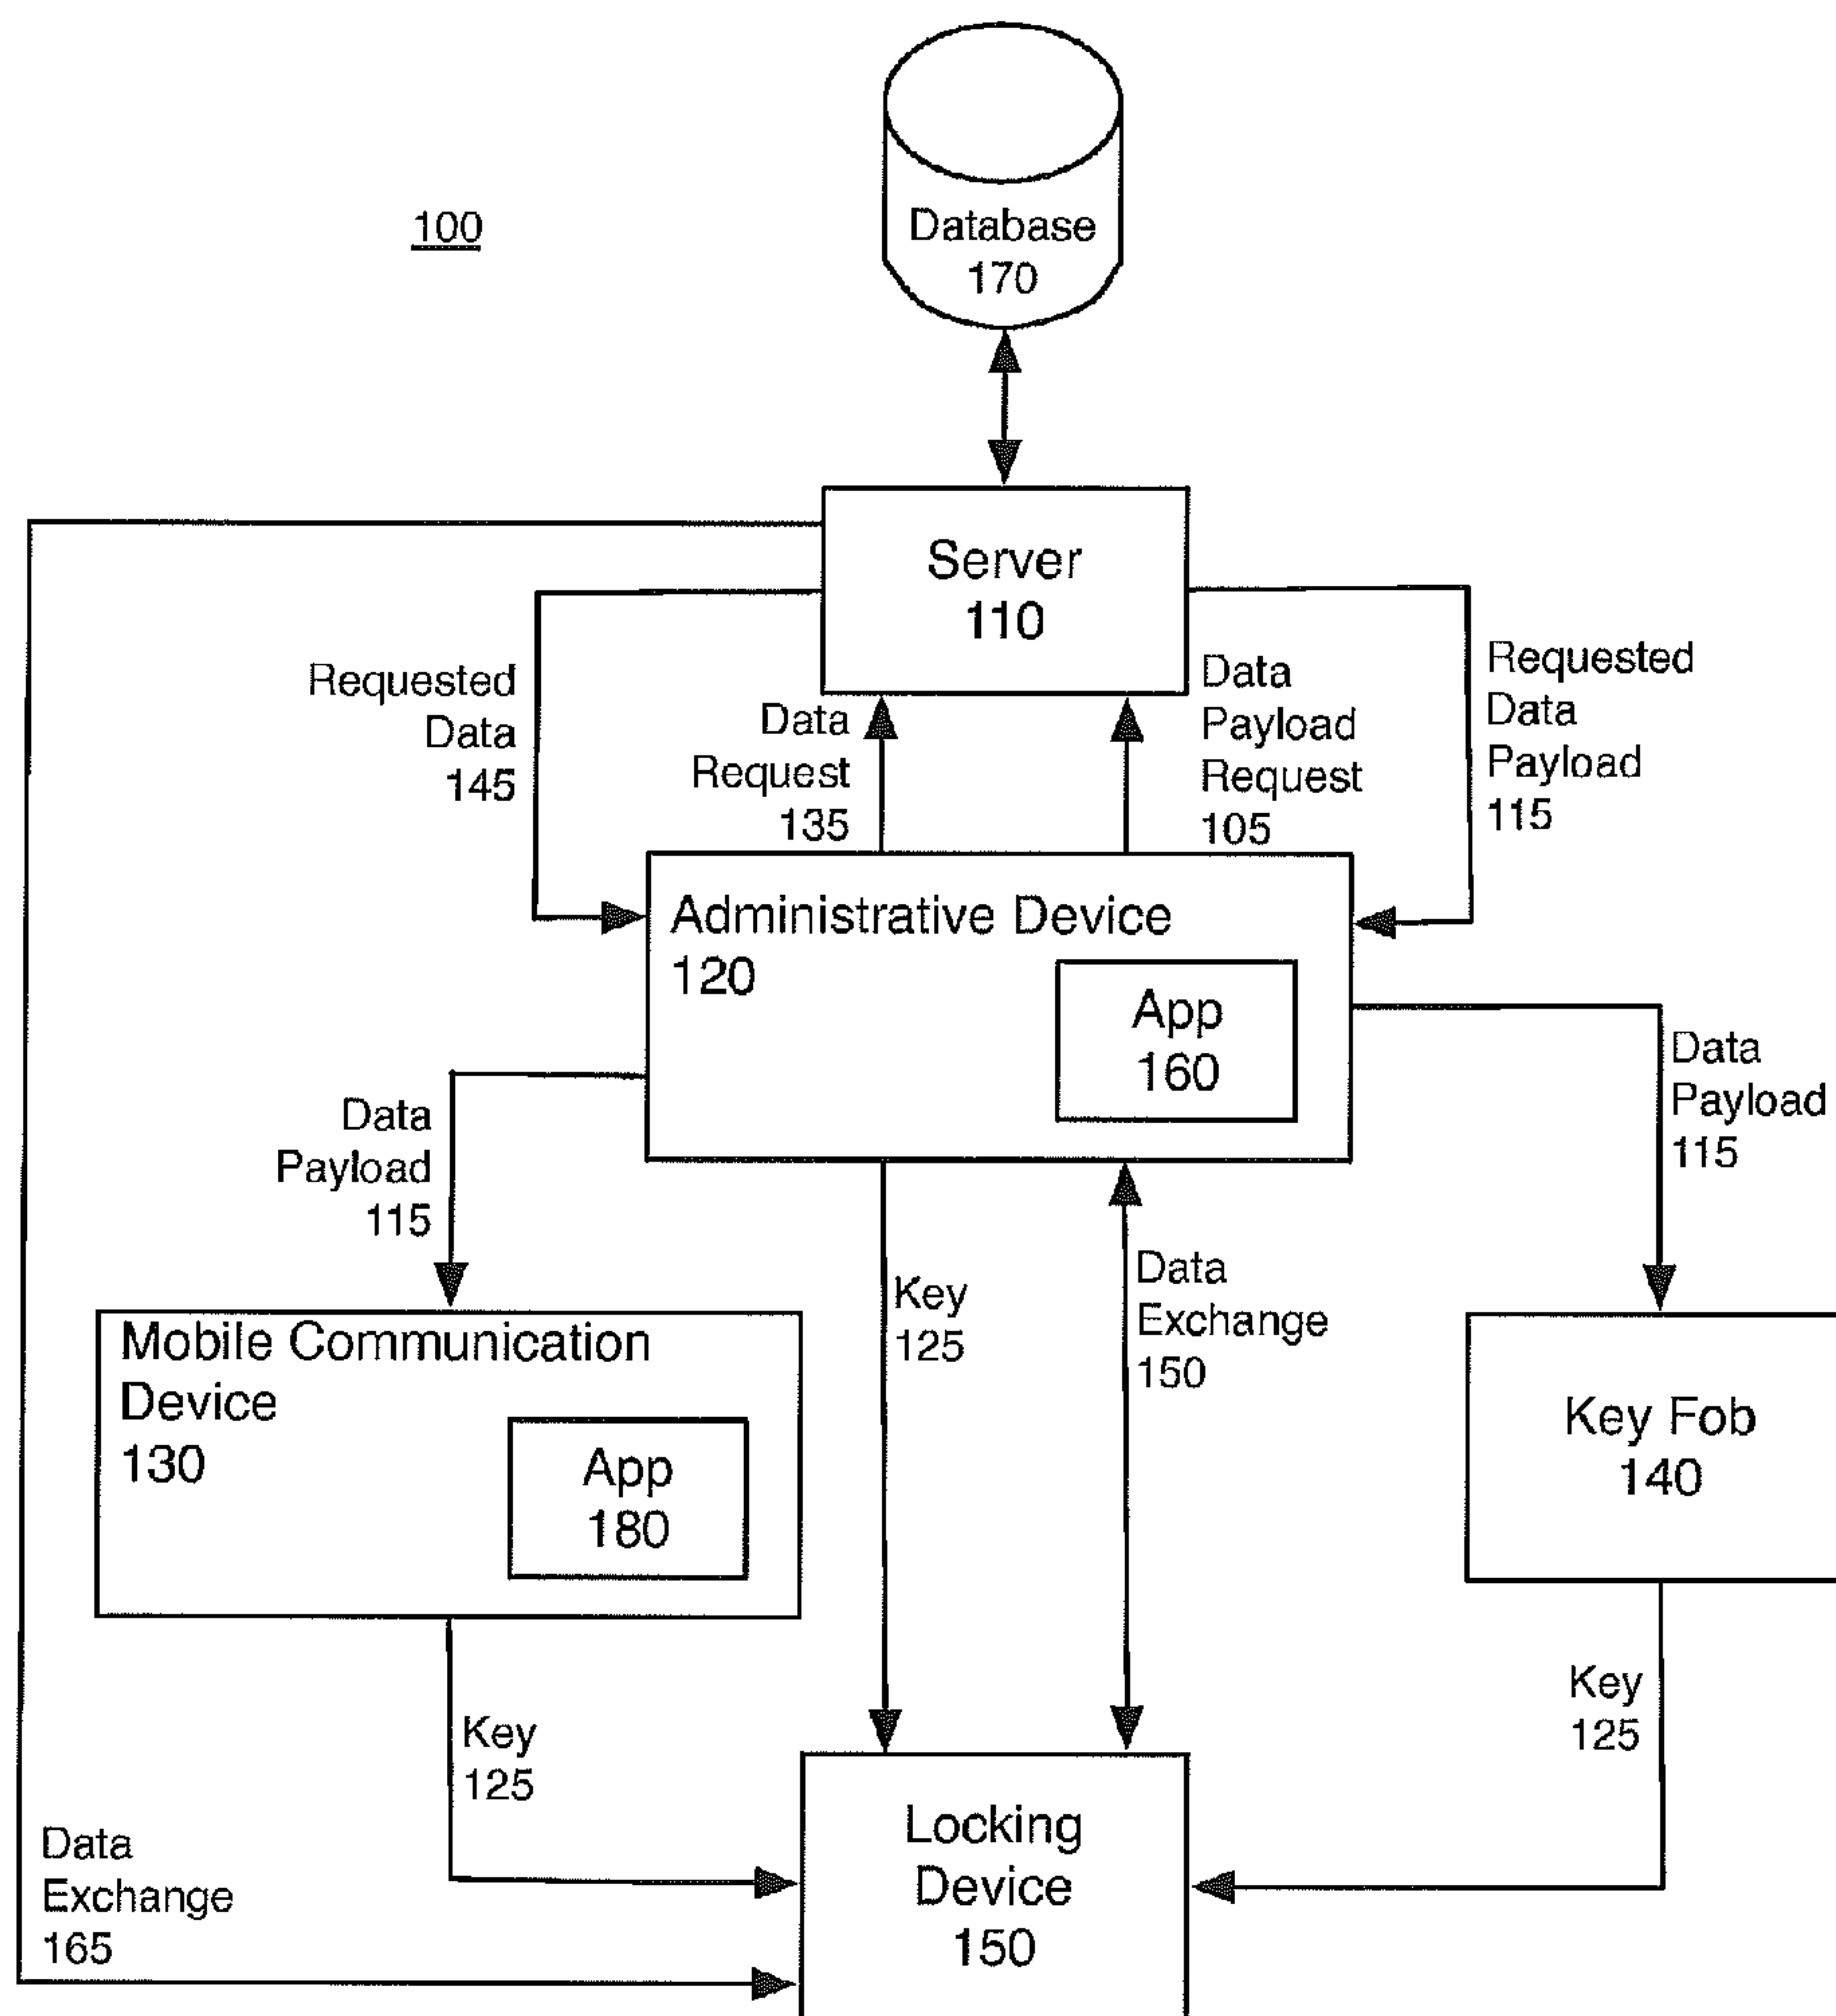 100
Database
170
Server
110
Requested
Data
145
Data
Request
135
Data
Payload
Request
105
Requested
Data
Payload
115
Administrative Device
120
App
160
Data
Payload
115
Data
Payload
115
Key
125
Data
Exchange
150
Mobile Communication
Device
130
App
180
Key Fob
140
Key
125
Key
125
Locking
Device
150
Data
Exchange
165